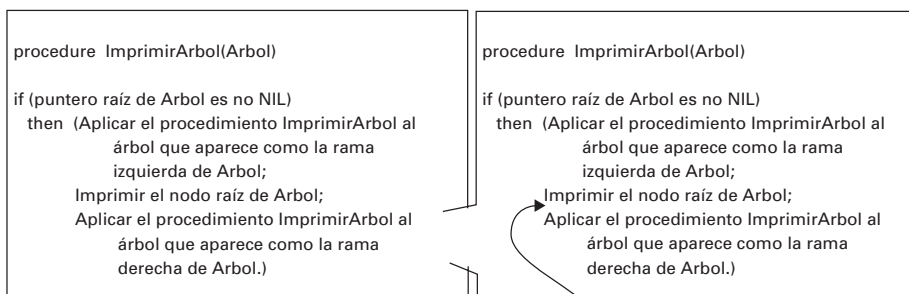 procedure ImprimirArbol(Arbol)
if (puntero raíz de Arbol es no NIL)
then (Aplicar el procedimiento ImprimirArbol al
árbol que aparece como la rama
izquierda de Arbol;
Imprimir el nodo raíz de Arbol;
Aplicar el procedimiento ImprimirArbol al
árbol que aparece como la rama
derecha de Arbol.)
procedure ImprimirArbol(Arbol)
if (puntero raíz de Arbol es no NIL)
then (Aplicar el procedimiento ImprimirArbol al
árbol que aparece como la rama
izquierda de Arbol;
Imprimir el nodo raíz de Arbol;
Aplicar el procedimiento ImprimirArbol al
árbol que aparece como la rama
derecha de Arbol.)